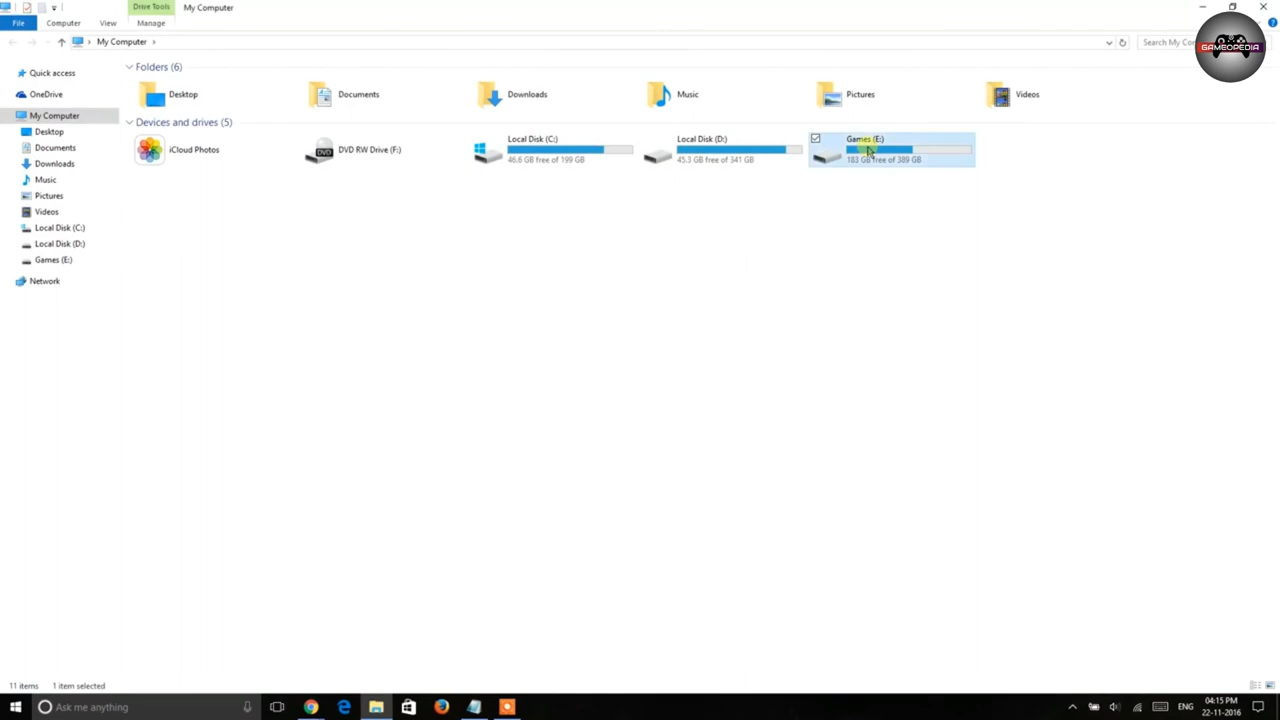 Drive Tools
My Computer
File
Computer
View
Manage
My Computer
Search My Co
GAMEOPEDIA
Quick access
OneDrive
My Computer
Desktop
Documents
Downloads
Music
Pictures
Videos
Local Disk (C:)
Local Disk (D:)
Games (E:)
Network
Folders (6)
Desktop
Documents
Downloads
Music
Pictures
Videos
Devices and drives (5)
iCloud Photos
DVD
DVD RW Drive (F:)
Local Disk (C:)
46.6 GB free of 199 GB
Local Disk (D:)
45.3 GB free of 341 GB
Games (E:)
183 GB free of 389 GB
11 items
1 item selected
Ask me anything
ENG
04:15 PM
22-11-2016